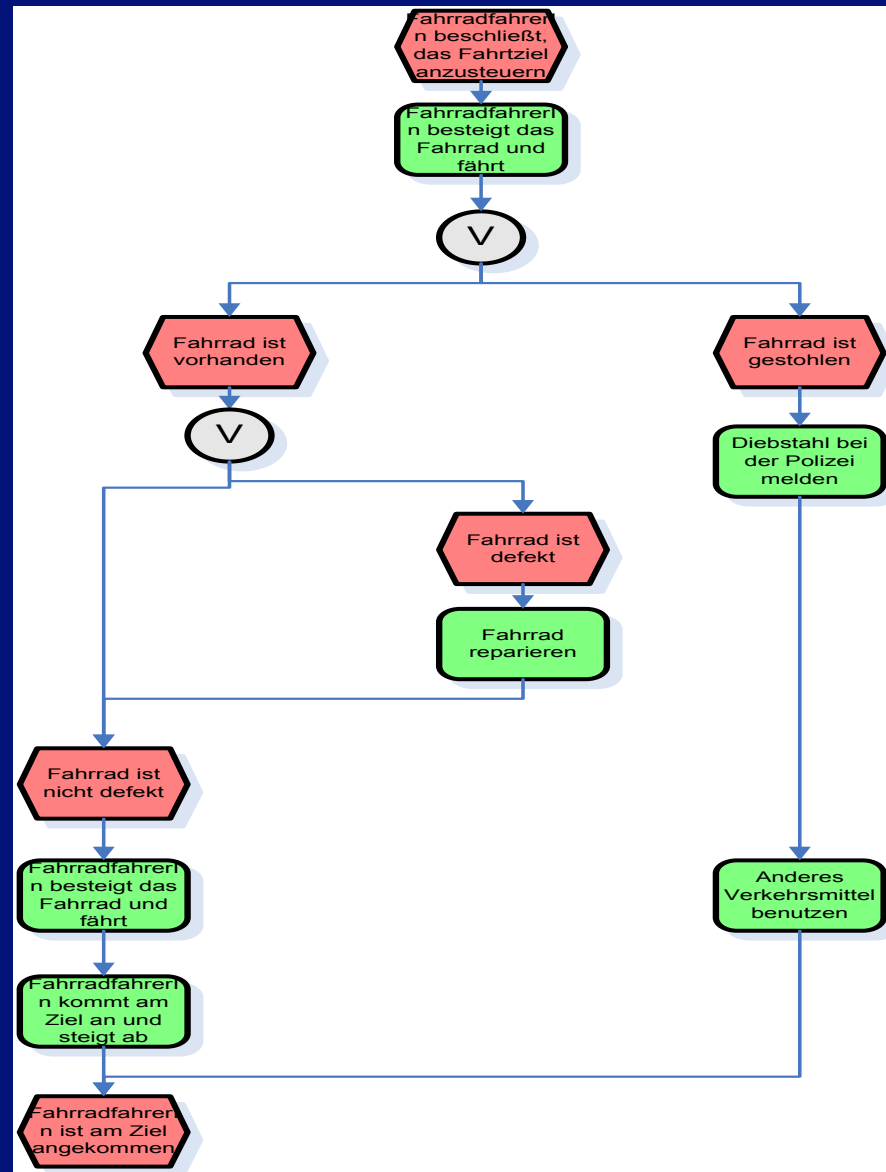 FahrradfahrerI
n beschließt,
das Fahrtziel
anzusteuern
FahrradfahrerI
n besteigt das
Fahrrad und
fährt
V
Fahrrad ist
vorhanden
Fahrrad ist
gestohlen
V
Diebstahl bei
der Polizei
melden
Fahrrad ist
defekt
Fahrrad
reparieren
Fahrrad ist
nicht defekt
FahrradfahrerI
n besteigt das
Fahrrad und
fährt
Anderes
Verkehrsmittel
benutzen
FahrradfahrerI
n kommt am
Ziel an und
steigt ab
FahrradfahrerI
n ist am Ziel
angekommen